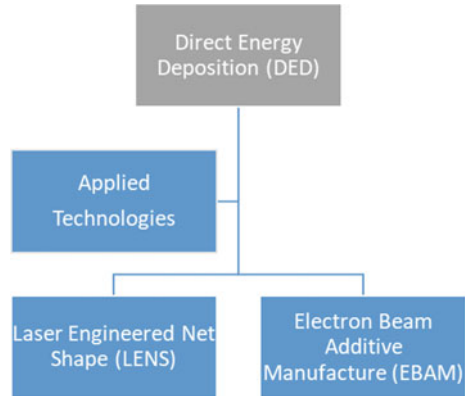 Direct Energy
Deposition (DED)
Applied
Technologies
Laser Engineered Net
Shape (LENS)
Electron Beam
Additive
Manufacture (EBAM)